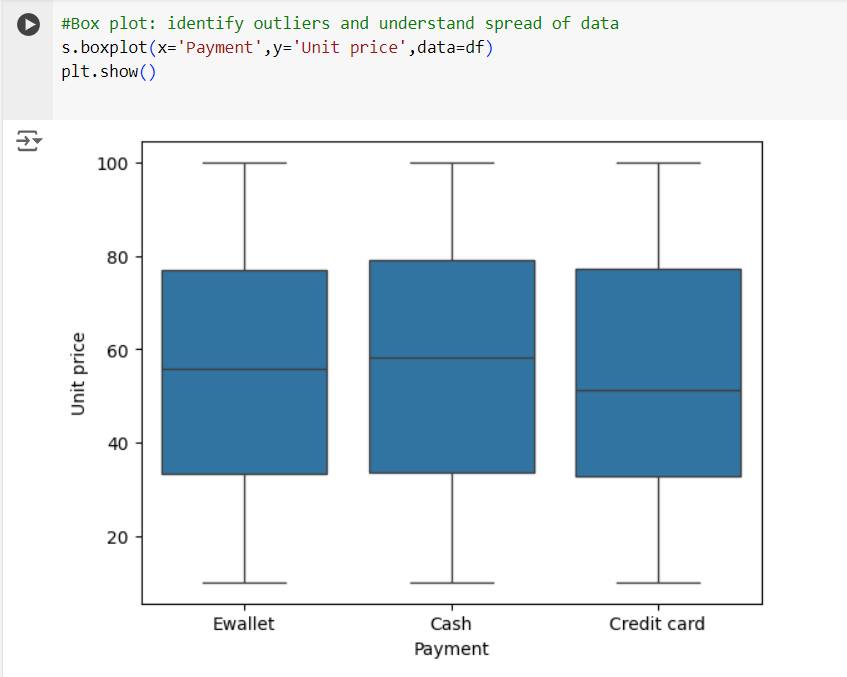 #Box plot: identify outliers and understand spread of data
s.boxplot(x='Payment',y='Unit price',data=df)
plt.show()
100
80
60
40
20
Unit price
Ewallet Cash Credit card
Payment